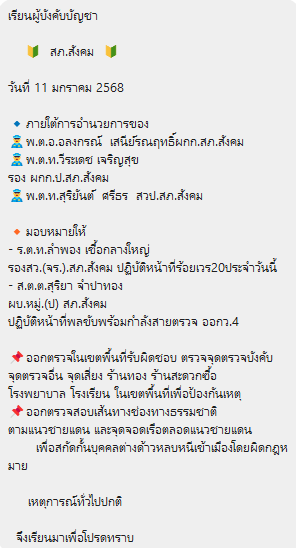 เรียนผู้บังคับบัญชา
🔰 สภ.สังคม 🔰
วันที่ 11 มกราคม 2568
🔹ภายใต้การอำนวยการของ
👮พ.ต.อ.อลงกรณ์ เสนีย์รณฤทธิ์ผกก.สภ.สังคม
👮พ.ต.ท.วีระเดช เจริญสุข
รอง ผกก.ป.สภ.สังคม
👮พ.ต.ท.สุริยันต์ ศรีธร สวป.สภ.สังคม
🔸มอบหมายให้
- ร.ต.ท.ลำพอง เชื้อกลางใหญ่
รองสว.(จร.).สภ.สังคม ปฏิบัติหน้าที่ร้อยเวร20ประจำวันนี้
- ส.ต.ต.สุริยา จำปาทอง
ผบ.หมู่.(ป) สภ.สังคม
ปฏิบัติหน้าที่พลขับพร้อมกำลังสายตรวจ ออกว.4
📌ออกตรวจในเขตพื้นที่รับผิดชอบ ตรวจจุดตรวจบังคับ
จุดตรวจอื่น จุดเสี่ยง ร้านทอง ร้านสะดวกซื้อ
โรงพยาบาล โรงเรียน ในเขตพื้นที่เพื่อป้องกันเหตุ
📌ออกตรวจสอบเส้นทางช่องทางธรรมชาติ
ตามแนวชายแดน และจุดจอดเรือตลอดแนวชายแดน
เพื่อสกัดกั้นบุคคลต่างด้าวหลบหนีเข้าเมืองโดยผิดกฎห
มาย
เหตุการณ์ทั่วไปปกติ
จึงเรียนมาเพื่อโปรดทราบ